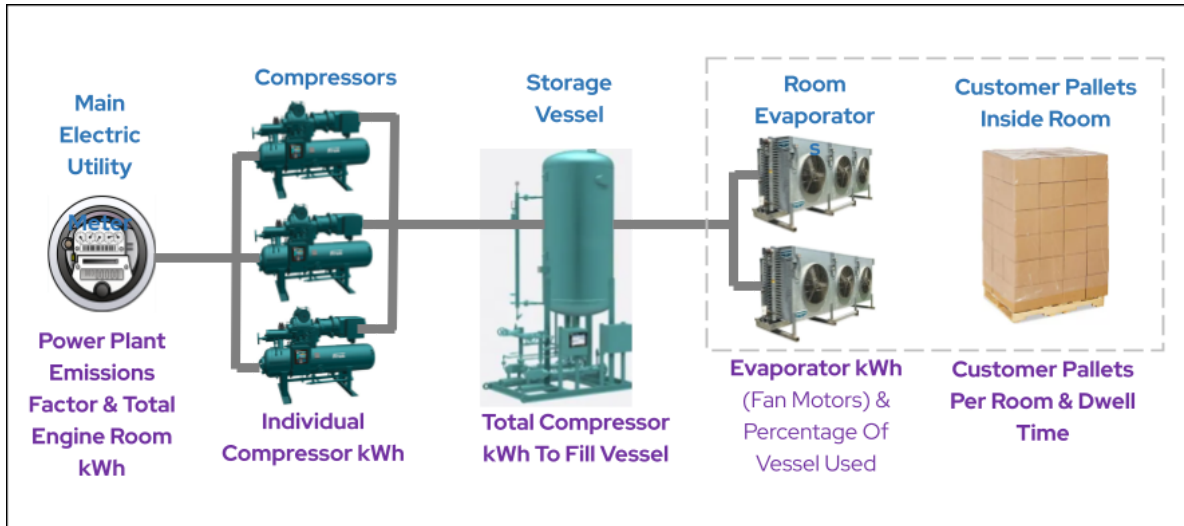 Main
Electric
Utility
Meter
Power Plant
Emissions
Factor & Total
Engine Room
kWh
Compressors
Individual
Compressor kWh
Storage
Vessel
Total Compressor
kWh To Fill Vessel
Room
Evaporator
s
Evaporator kWh
(Fan Motors) &
Percentage Of
Vessel Used
Customer Pallets
Inside Room
Customer Pallets
Per Room & Dwell
Time